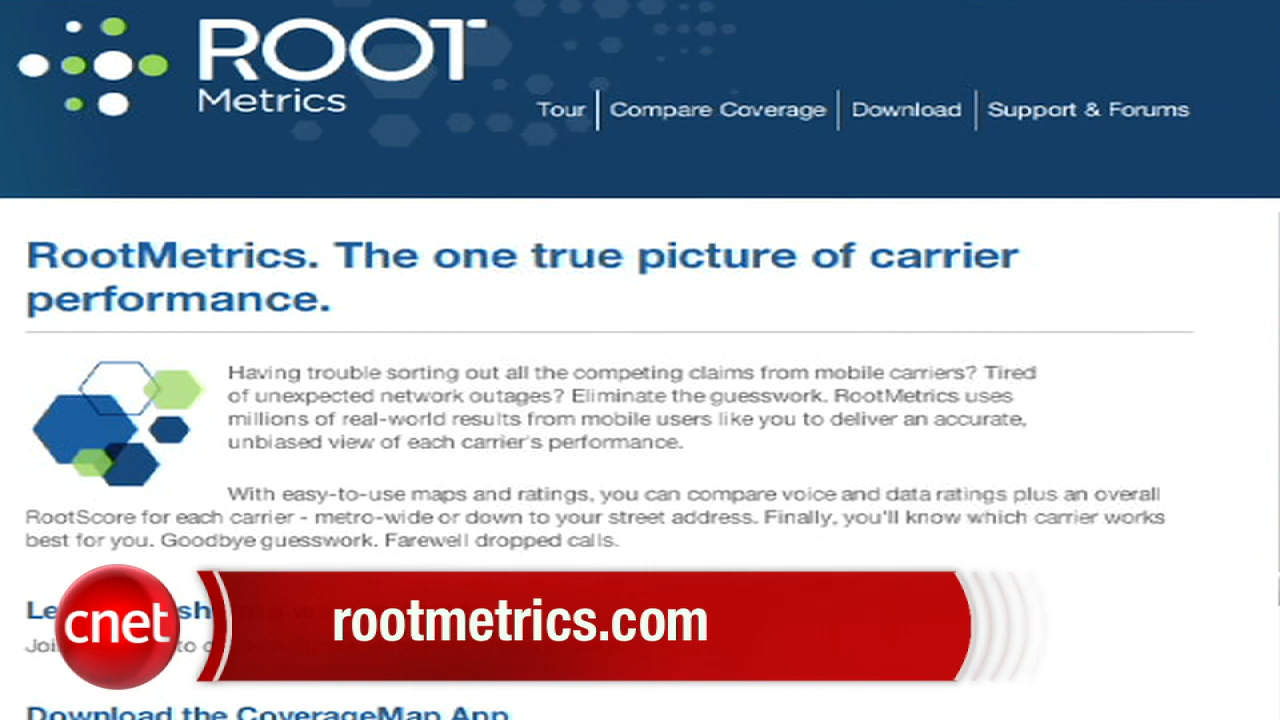 ROOT
Metrics
Tour
Compare Coverage
Download
Support & Forums
RootMetrics. The one true picture of carrier
performance.
Having trouble sorting out all the competing claims from mobile carriers? Tired
of unexpected network outages? Eliminate the guesswork. RootMetrics uses
millions of real-world results from mobile users like you to deliver an accurate,
unbiased view of each carrier's performance.
With easy-to-use maps and ratings, you can compare voice and data ratings plus an overall
RootScore for each carrier - metro-wide or down to your street address. Finally, you'll know which carrier works
best for you. Goodbye guesswork. Farewell dropped calls.
cnet
rootmetrics.com
to
Download the CoverageMap App